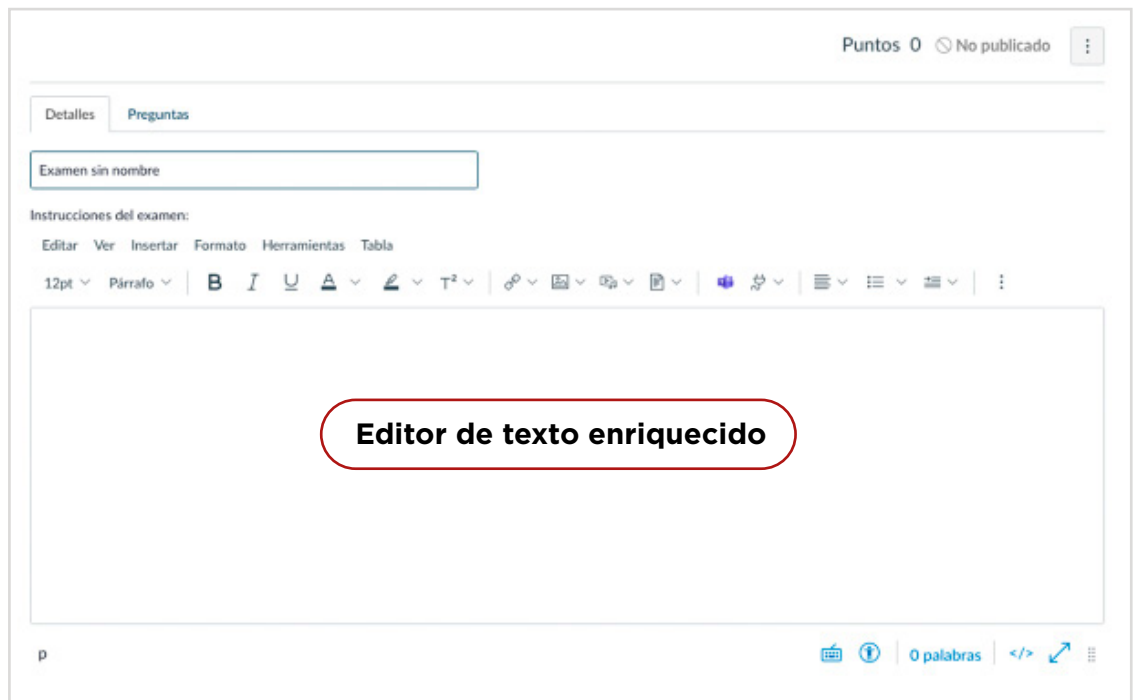 Puntos 0 No publicado
Detalles Preguntas
Examen sin nombre
Instrucciones del examen:
Editar Ver Insertar Formato Herramientas Tabla
12pt Párrafo B I U A T²
Editor de texto enriquecido
p 0 palabras </>